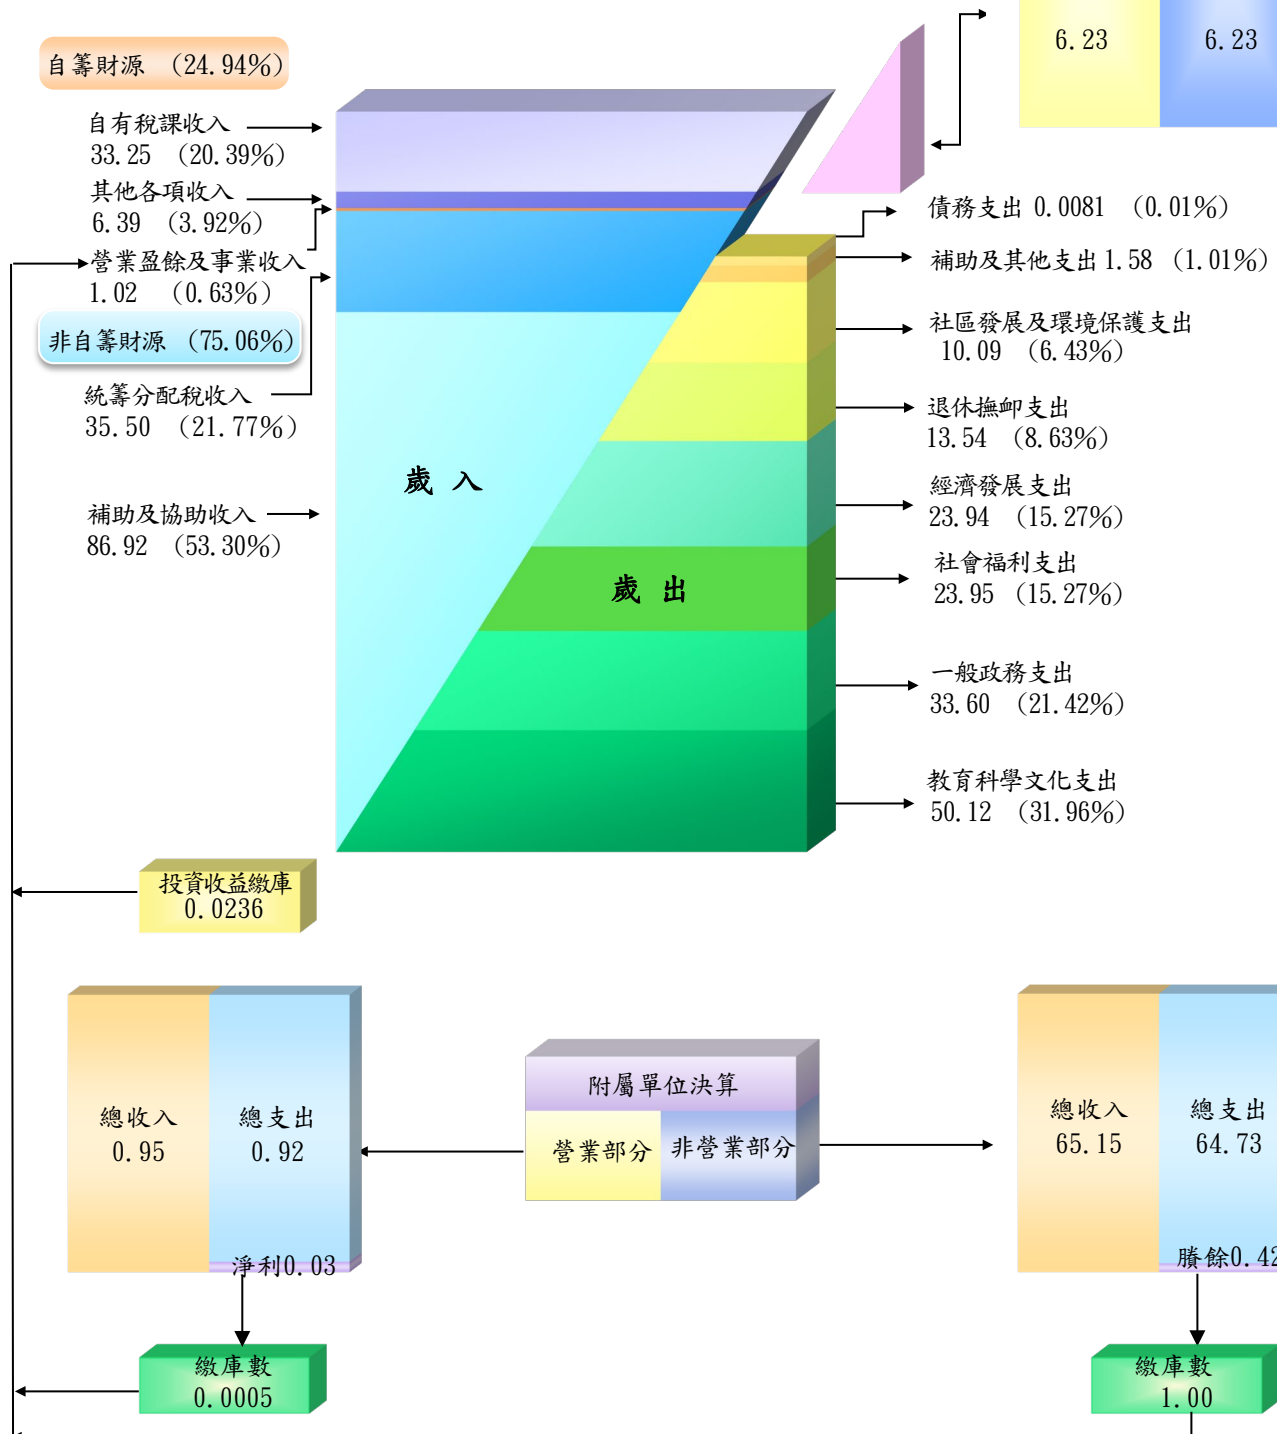 6.23
6.23
自籌財源 (24.94%)
自有稅課收入
33.25 (20.39%)
其他各項收入
6.39 (3.92%)
營業盈餘及事業收入
1.02 (0.63%)
非自籌財源 (75.06%)
統籌分配稅收入
35.50 (21.77%)
補助及協助收入
86.92 (53.30%)
歲 入
歲 出
債務支出 0.0081 (0.01%)
補助及其他支出 1.58 (1.01%)
社區發展及環境保護支出
10.09 (6.43%)
退休撫卹支出
13.54 (8.63%)
經濟發展支出
23.94 (15.27%)
社會福利支出
23.95 (15.27%)
一般政務支出
33.60 (21.42%)
教育科學文化支出
50.12 (31.96%)
投資收益繳庫
0.0236
總收入
0.95
總支出
0.92
淨利0.03
繳庫數
0.0005
附屬單位決算
營業部分
非營業部分
總收入
65.15
總支出
64.73
賸餘0.42
繳庫數
1.00